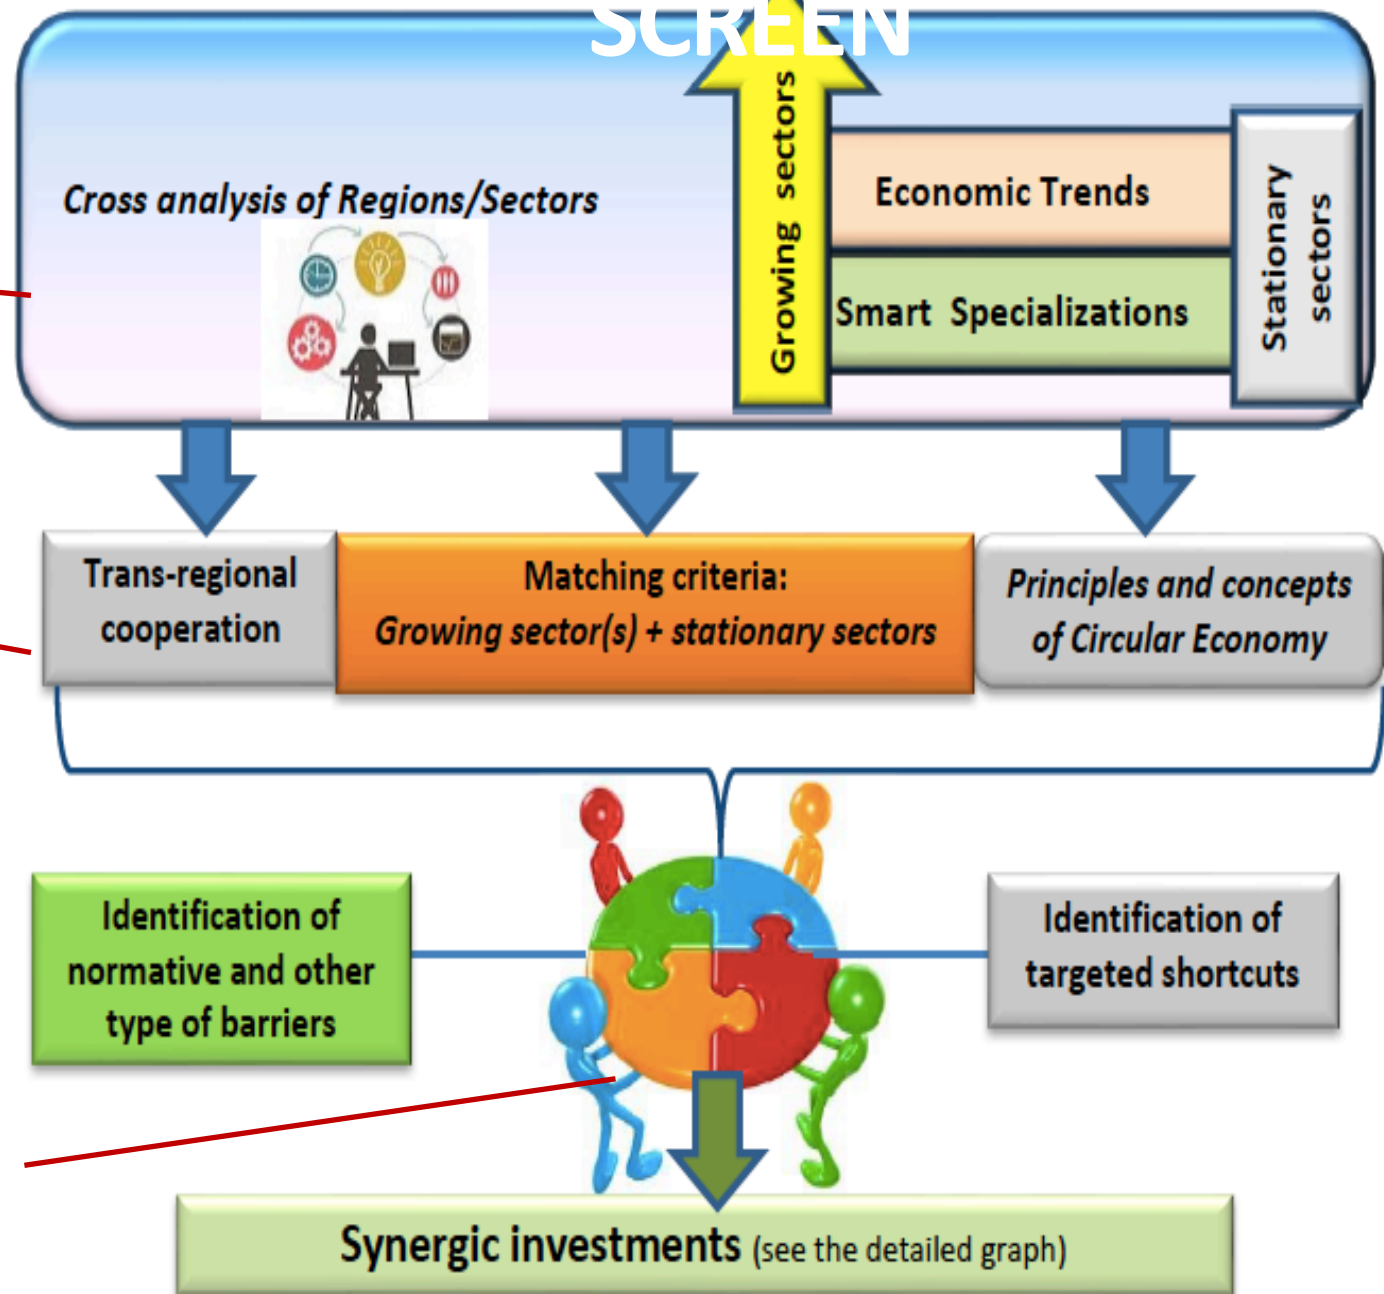 SCREEN
Cross analysis of Regions/Sectors
Growing sectors
Economic Trends
Smart Specializations
Stationary
sectors
Trans-regional
cooperation
Matching criteria:
Growing sector(s) + stationary sectors
Principles and concepts
of Circular Economy
Identification of
normative and other
type of barriers
Identification of
targeted shortcuts
Synergic investments (see the detailed graph)